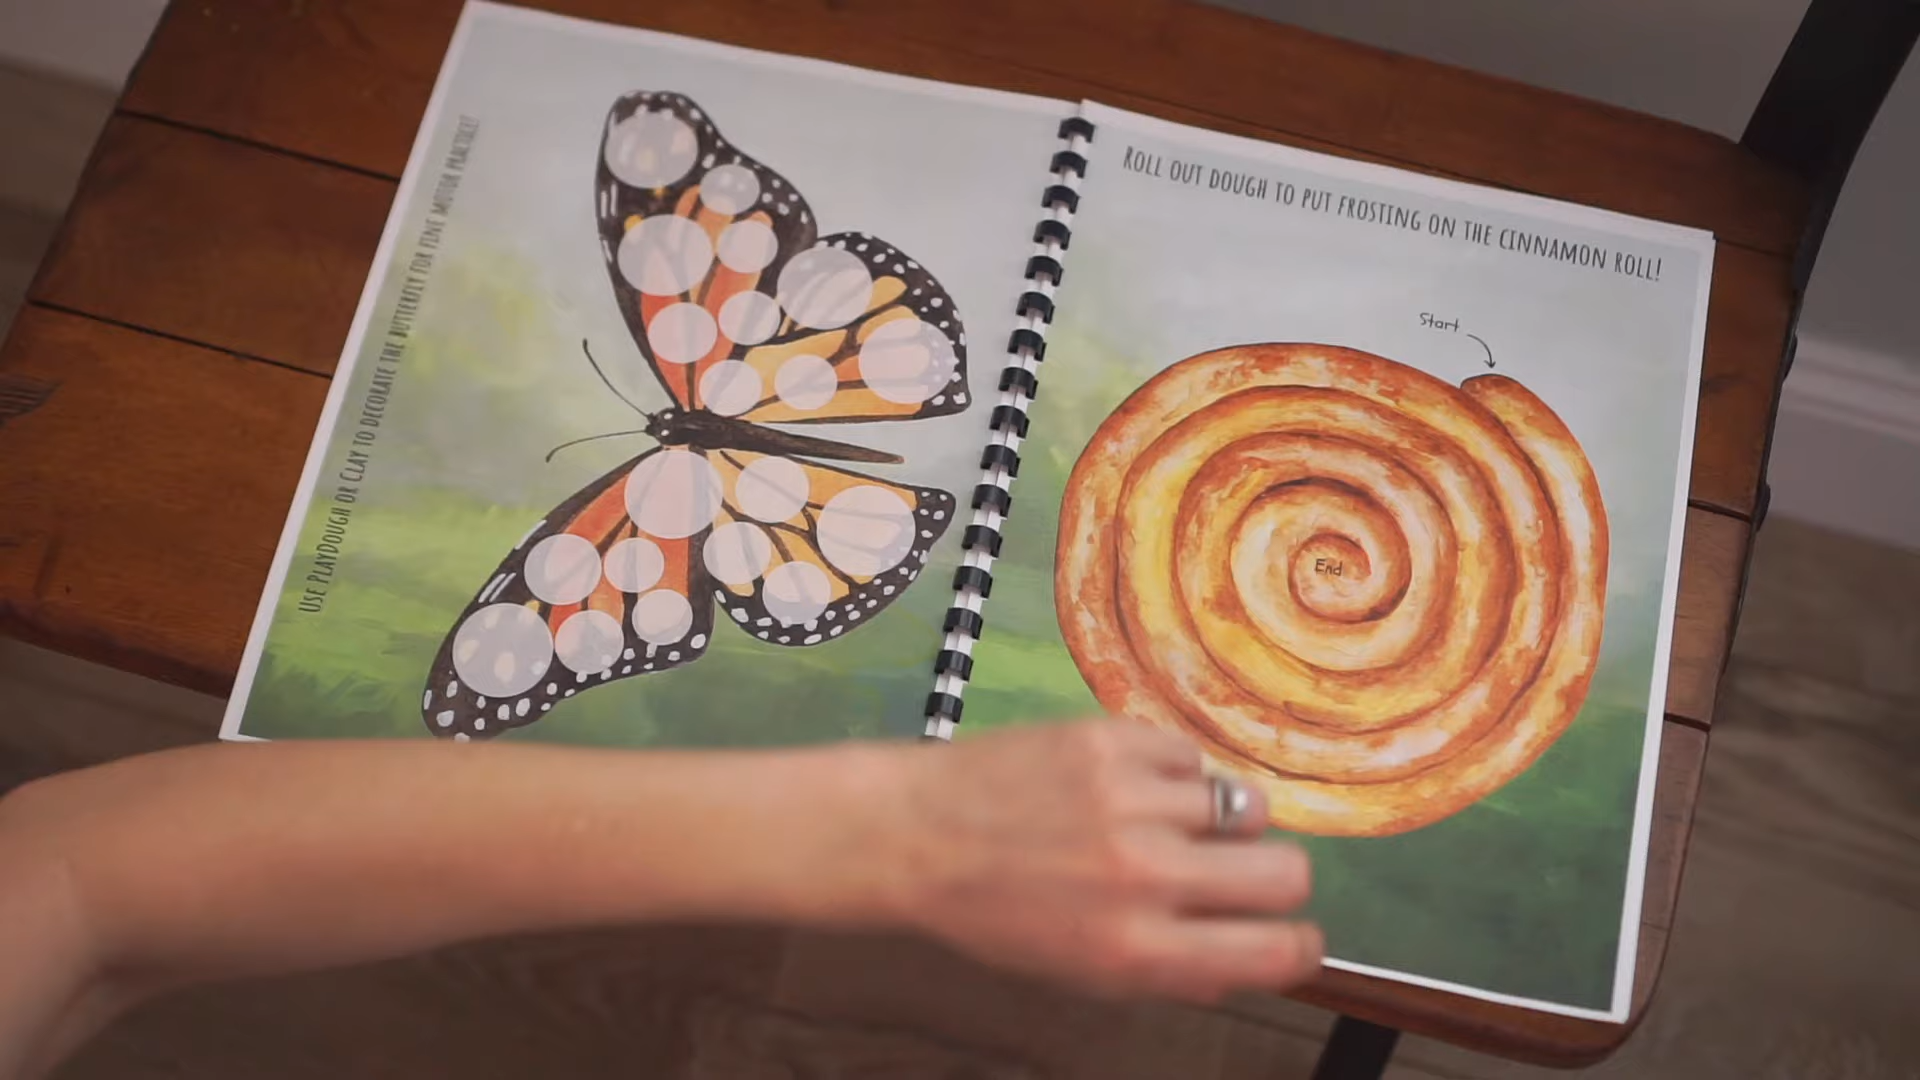 USE PLAYDOUGH OR CLAY TO DECORATE THE BUTTERFLY FOR FINE MOTOR PRACTICE!
ROLL OUT DOUGH TO PUT FROSTING ON THE CINNAMON ROLL!
Start
End